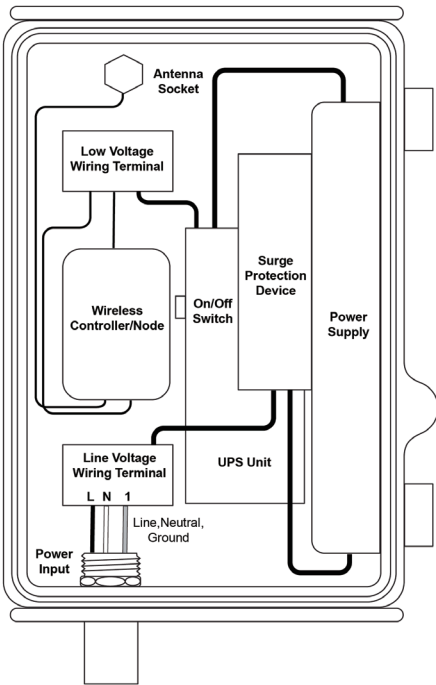 Antenna
Socket
Low Voltage
Wiring Terminal
Surge
Protection
Device
On/Off
Switch
Wireless
Controller/Node
Power
Supply
Line Voltage
Wiring Terminal
UPS Unit
L N 1
Line,Neutral,
Ground
Power
Input